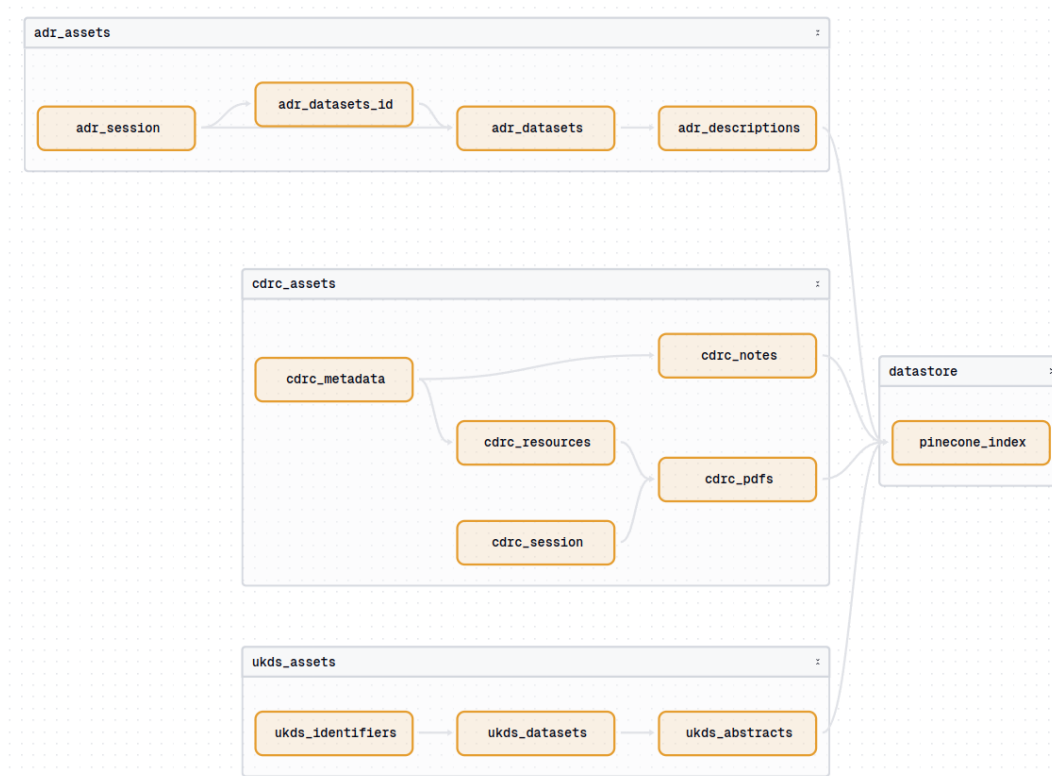 adr_assets
adr_session
adr_datasets_id
adr_datasets
adr_descriptions
cdrc_assets
cdrc_metadata
cdrc_notes
cdrc_resources
cdrc_pdfs
cdrc_session
datastore
pinecone_index
ukds_assets
ukds_identifiers
ukds_datasets
ukds_abstracts